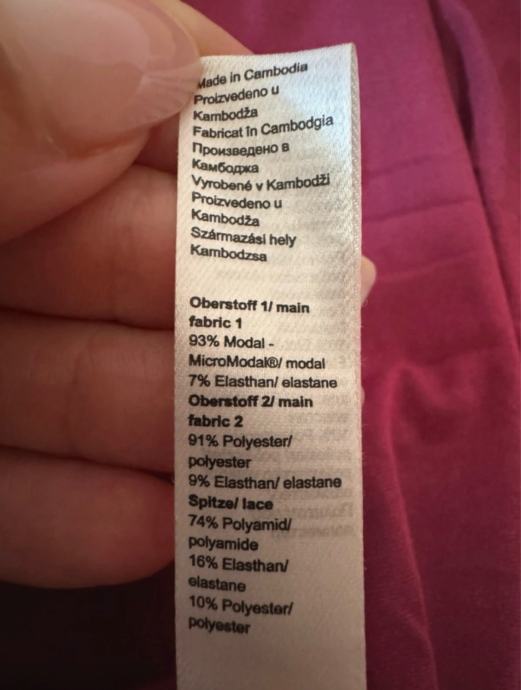 Made in Cambodia
Proizvedeno u
Kambodža
Fabricat în Cambodgia
Произведено в
Камбоджа
Vyrobené v Kambodži
Proizvedeno u
Kambodža
Származási hely
Kambodzsa
Oberstoff 1/ main
fabric 1
93% Modal -
MicroModal®/ modal
7% Elasthan/ elastane
Oberstoff 2/ main
fabric 2
91% Polyester/
polyester
9% Elasthan/ elastane
Spitze/ lace
74% Polyamid/
polyamide
16% Elasthan/
elastane
10% Polyester/
polyester